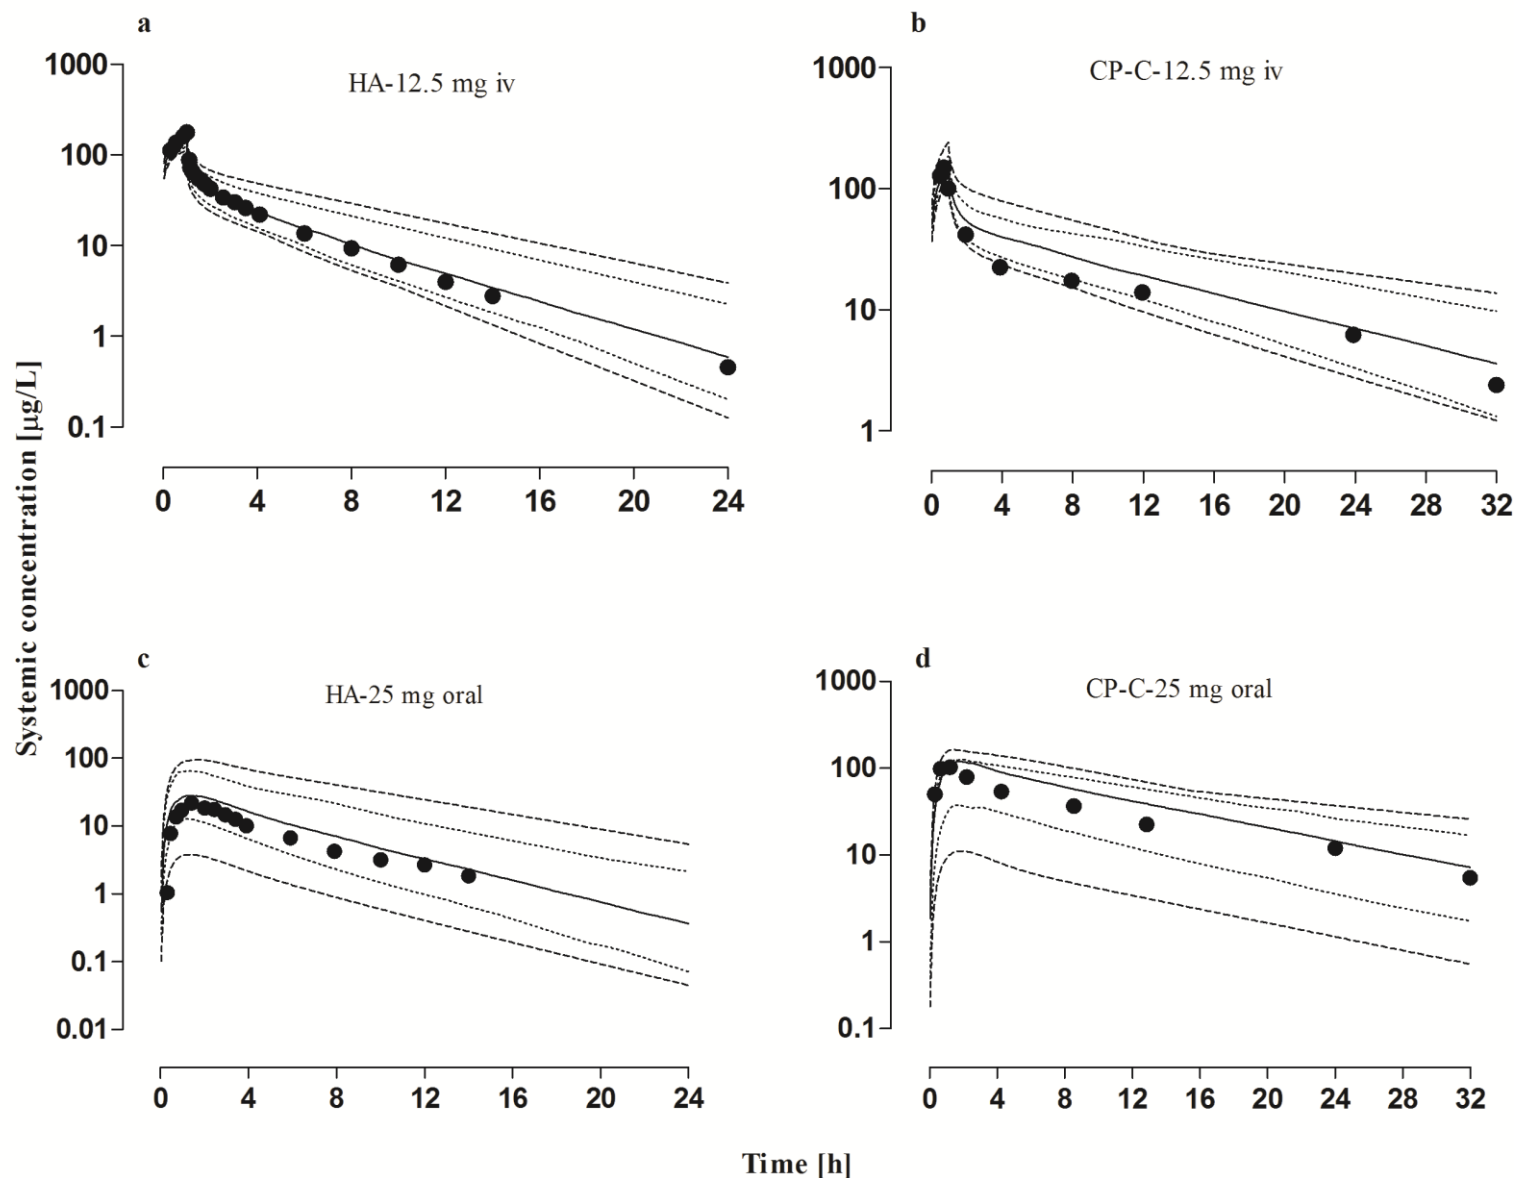 a
HA-12.5 mg iv
1000
100
10
1
0.1
0 4 8 12 16 20 24
b
CP-C-12.5 mg iv
1000
100
10
1
0 4 8 12 16 20 24 28 32
Systemic concentration [µg/L]
c
HA-25 mg oral
1000
100
10
1
0.1
0.01
0 4 8 12 16 20 24
d
CP-C-25 mg oral
1000
100
10
1
0.1
0 4 8 12 16 20 24 28 32
Time [h]